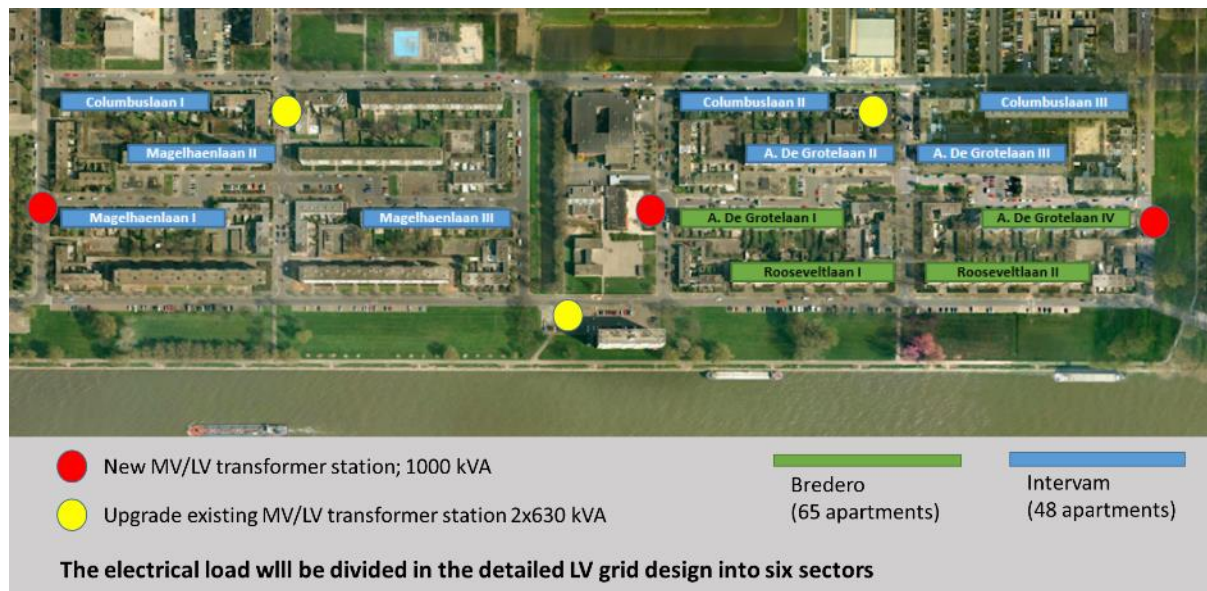 Columbuslaan I
Columbuslaan II
Columbuslaan III
Magelhaenlaan II
A. De Grotelaan II
A. De Grotelaan III
Magelhaenlaan I
Magelhaenlaan III
A. De Grotelaan I
A. De Grotelaan IV
Rooseveltlaan I
Rooseveltlaan II
New MV/LV transformer station; 1000 kVA
Upgrade existing MV/LV transformer station 2x630 kVA
Bredero
(65 apartments)
Intervam
(48 apartments)
The electrical load wlll be divided in the detailed LV grid design into six sectors